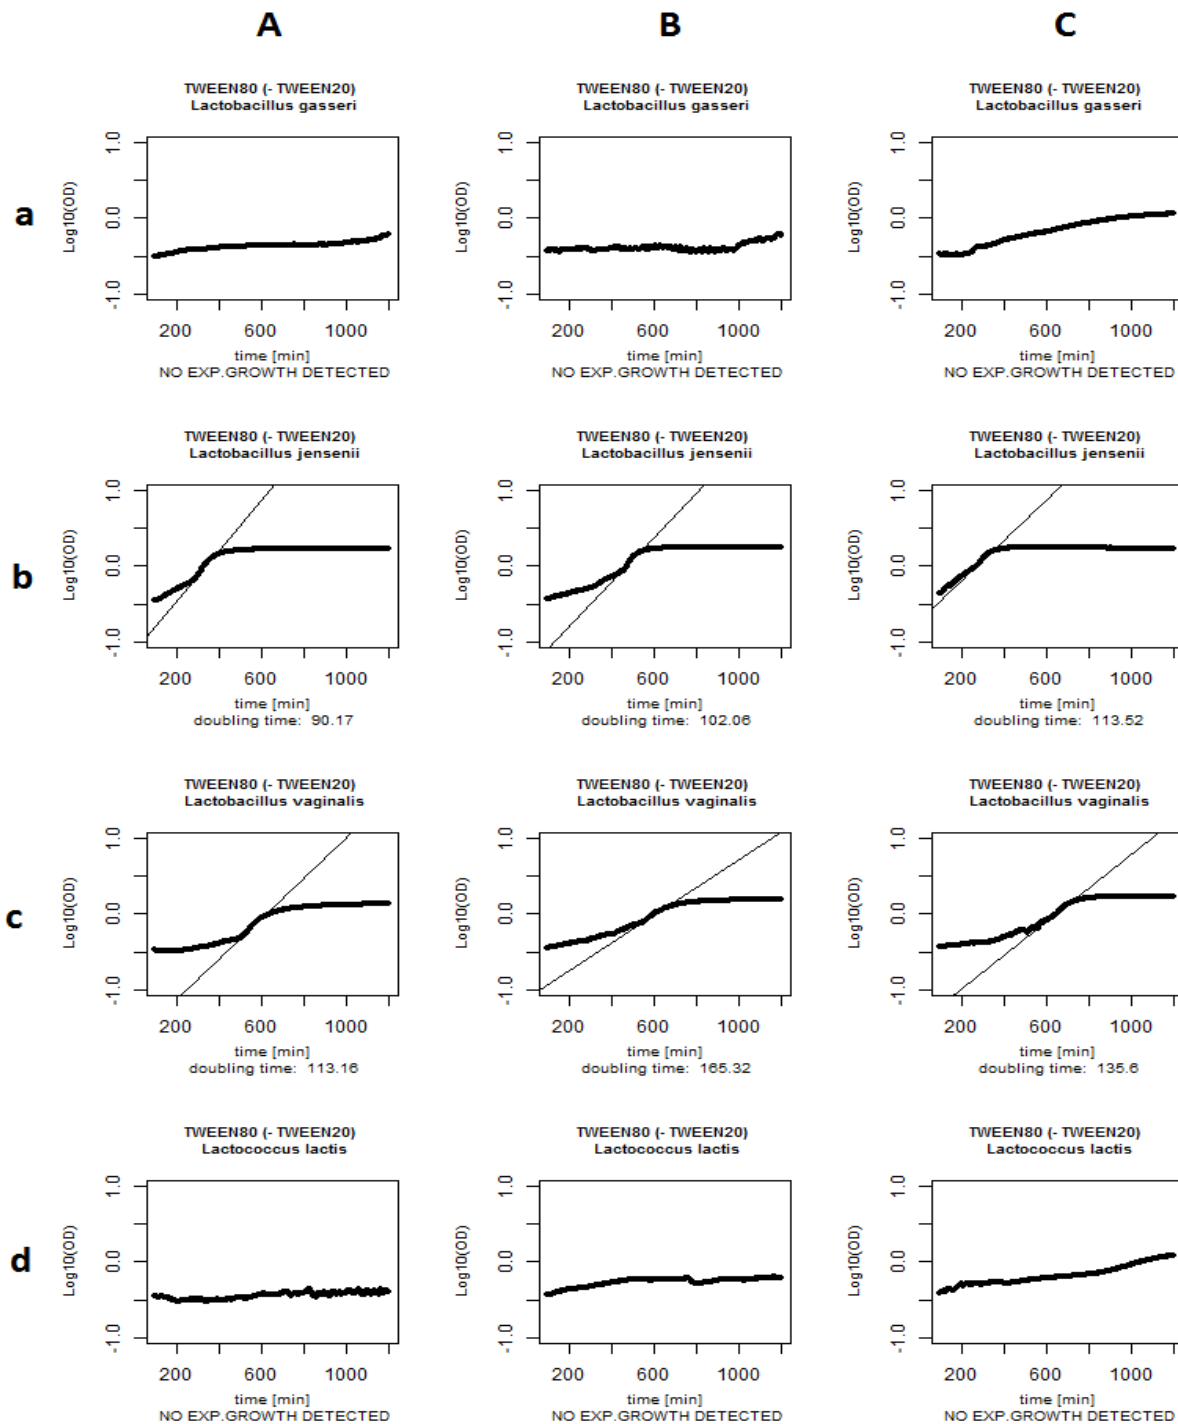 A B C
TWEEN80 (- TWEEN20) TWEEN80 (- TWEEN20) TWEEN80 (- TWEEN20)
Lactobacillus gasseri Lactobacillus gasseri Lactobacillus gasseri
a
Log10(OD) Log10(OD) Log10(OD)
1.0 1.0 1.0
0.0 0.0 0.0
-1.0 -1.0 -1.0
200 600 1000 200 600 1000 200 600 1000
time [min] time [min] time [min]
NO EXP.GROWTH DETECTED NO EXP.GROWTH DETECTED NO EXP.GROWTH DETECTED
TWEEN80 (- TWEEN20) TWEEN80 (- TWEEN20) TWEEN80 (- TWEEN20)
Lactobacillus jensenii Lactobacillus jensenii Lactobacillus jensenii
b
Log10(OD) Log10(OD) Log10(OD)
1.0 1.0 1.0
0.0 0.0 0.0
-1.0 -1.0 -1.0
200 600 1000 200 600 1000 200 600 1000
time [min] time [min] time [min]
doubling time: 90.17 doubling time: 102.06 doubling time: 113.52
TWEEN80 (- TWEEN20) TWEEN80 (- TWEEN20) TWEEN80 (- TWEEN20)
Lactobacillus vaginalis Lactobacillus vaginalis Lactobacillus vaginalis
c
Log10(OD) Log10(OD) Log10(OD)
1.0 1.0 1.0
0.0 0.0 0.0
-1.0 -1.0 -1.0
200 600 1000 200 600 1000 200 600 1000
time [min] time [min] time [min]
doubling time: 113.16 doubling time: 165.32 doubling time: 135.6
TWEEN80 (- TWEEN20) TWEEN80 (- TWEEN20) TWEEN80 (- TWEEN20)
Lactococcus lactis Lactococcus lactis Lactococcus lactis
d
Log10(OD) Log10(OD) Log10(OD)
1.0 1.0 1.0
0.0 0.0 0.0
-1.0 -1.0 -1.0
200 600 1000 200 600 1000 200 600 1000
time [min] time [min] time [min]
NO EXP.GROWTH DETECTED NO EXP.GROWTH DETECTED NO EXP.GROWTH DETECTED